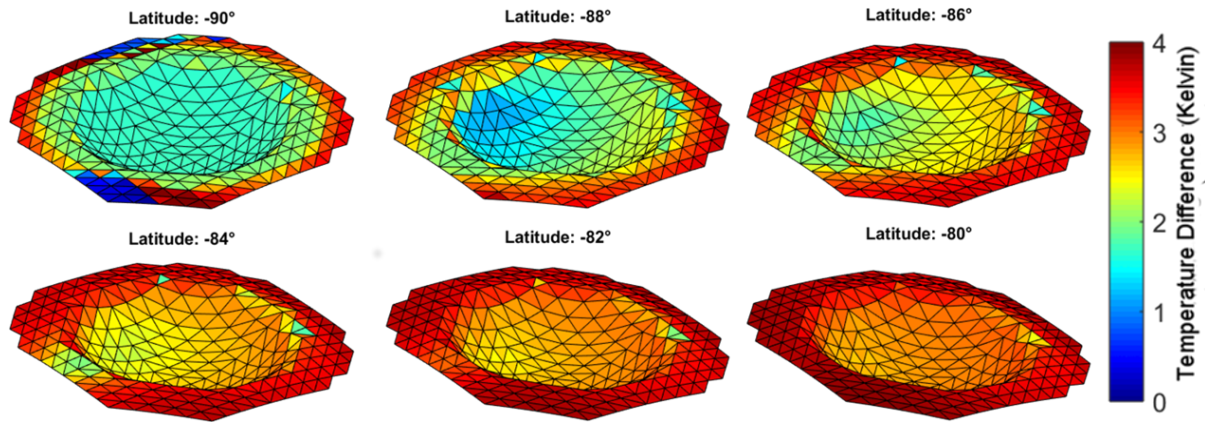 Latitude: -90°
Latitude: -88°
Latitude: -86°
Latitude: -84°
Latitude: -82°
Latitude: -80°
4
3
2
1
0
Temperature Difference (Kelvin)